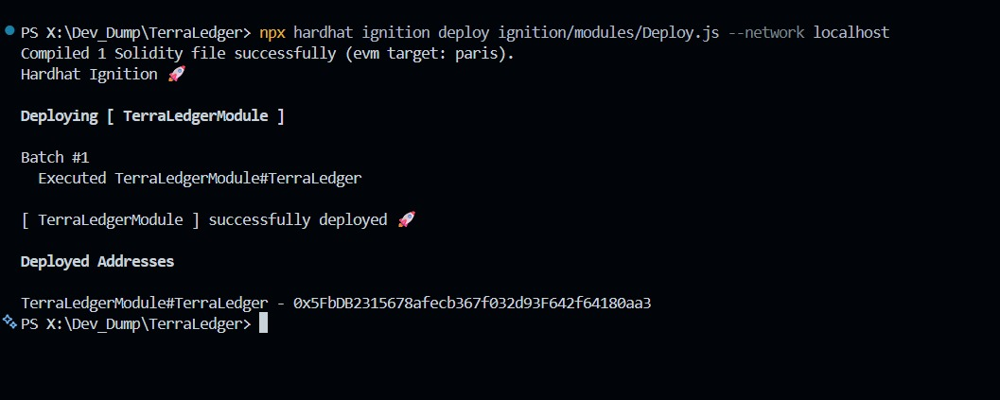 PS X:\Dev_Dump\TerraLedger> npx hardhat ignition deploy ignition/modules/Deploy.js --network localhost
Compiled 1 Solidity file successfully (evm target: paris).
Hardhat Ignition 🚀
Deploying [ TerraLedgerModule ]
Batch #1
  Executed TerraLedgerModule#TerraLedger
[ TerraLedgerModule ] successfully deployed 🚀
Deployed Addresses
TerraLedgerModule#TerraLedger - 0x5FbDB2315678afecb367f032d93F642f64180aa3
PS X:\Dev_Dump\TerraLedger>